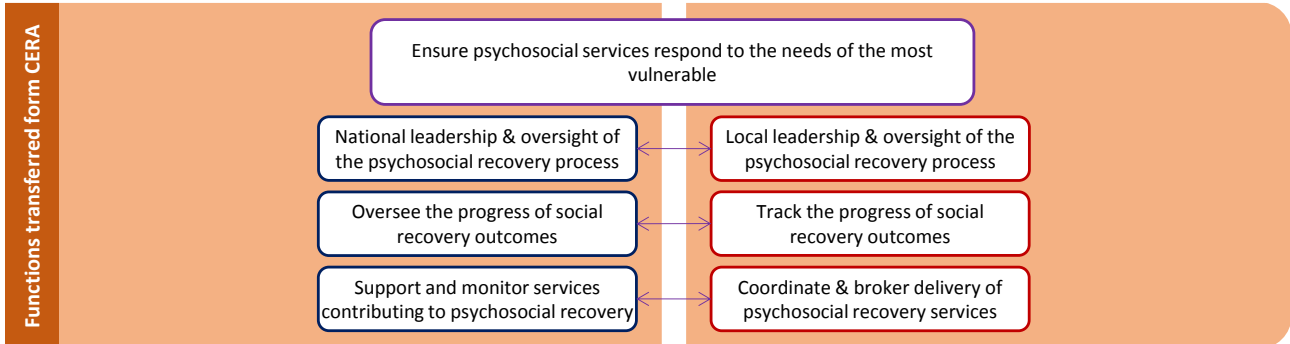 Functions transferred form CERA
Ensure psychosocial services respond to the needs of the most
vulnerable
National leadership & oversight of
the psychosocial recovery process
Local leadership & oversight of the
psychosocial recovery process
Oversee the progress of social
recovery outcomes
Track the progress of social
recovery outcomes
Support and monitor services
contributing to psychosocial recovery
Coordinate & broker delivery of
psychosocial recovery services